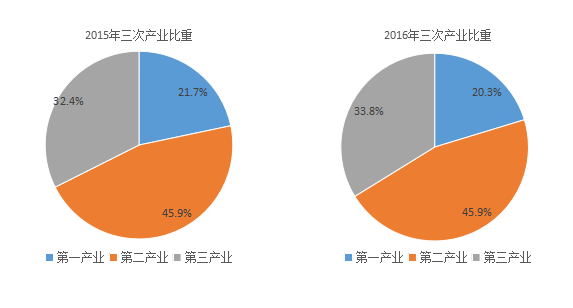 2015年三次产业比重
21.7%
32.4%
45.9%
第一产业 第二产业 第三产业
2016年三次产业比重
20.3%
33.8%
45.9%
第一产业 第二产业 第三产业